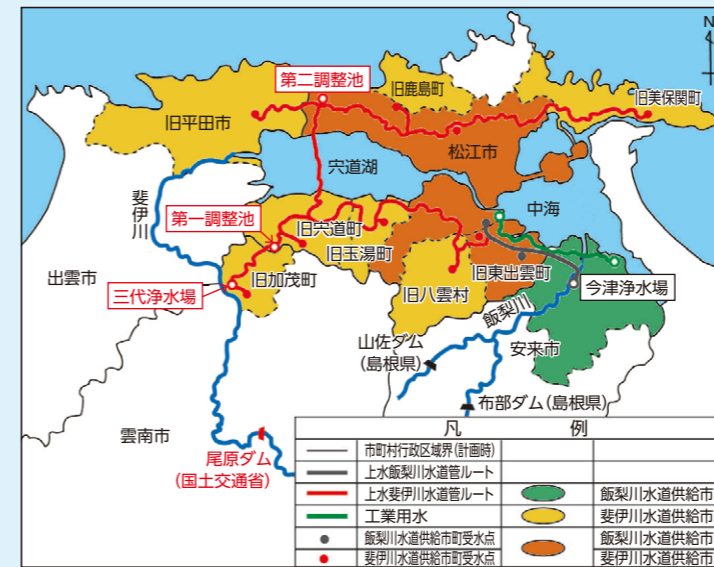 N
第二調整池
旧鹿島町
旧美保関町
旧平田市
松江市
宍道湖
斐伊川
中海
第一調整池
旧宍道町
旧玉湯町
出雲市
旧加茂町
旧東出雲町
三代浄水場
旧八雲村
今津浄水場
飯梨川
山佐ダム
(島根県)
安来市
布部ダム(島根県)
雲南市
尾原ダム
(国土交通省)
凡 例
市町村行政区域界(計画時)
上水飯梨川水道管ルート
上水斐伊川水道管ルート 飯梨川水道供給市
工業用水 斐伊川水道供給市
飯梨川水道供給市町受水点 飯梨川水道供給市
斐伊川水道供給市町受水点 斐伊川水道供給市